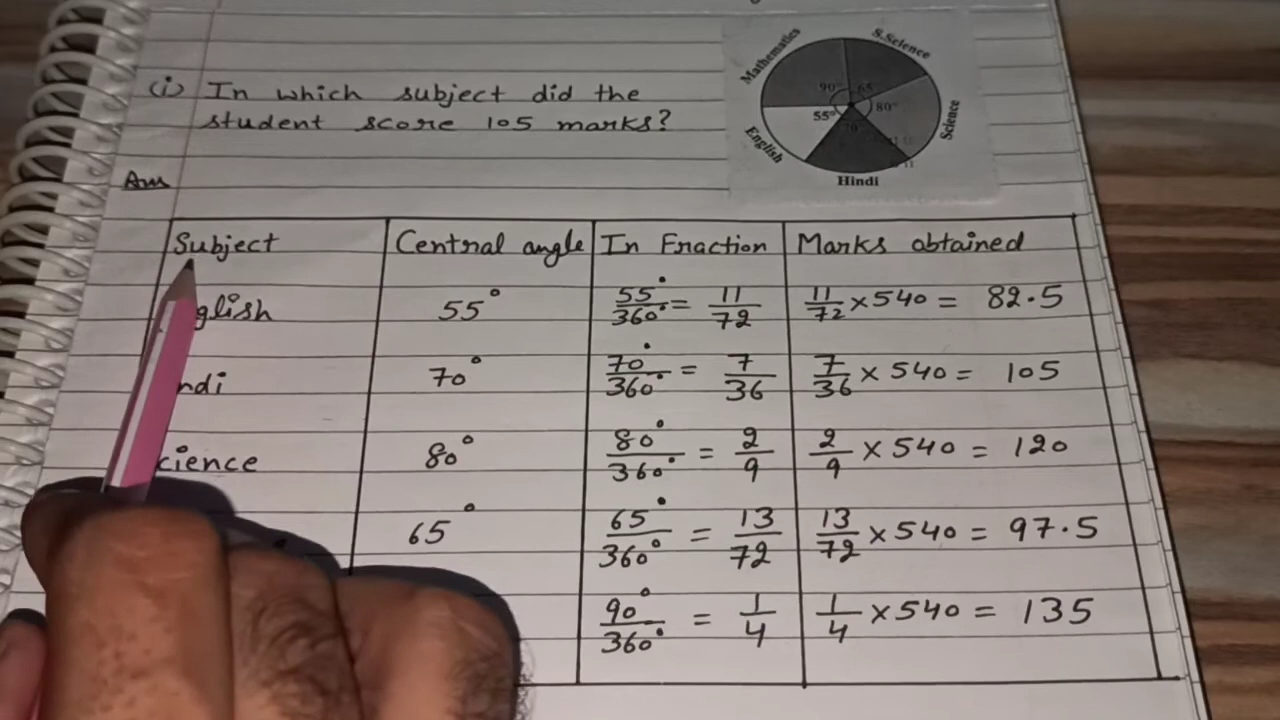 (i) In which subject did the
student score 105 marks?
Mathematics
S.Science
Science
Hindi
English
90°
65
80°
55°
70°
Ans
Subject Central angle In Fraction Marks obtained
glish 55° 55°/360° = 11/72 11/72 × 540 = 82.5
ndi 70° 70°/360° = 7/36 7/36 × 540 = 105
cience 80° 80°/360° = 2/9 2/9 × 540 = 120
65° 65°/360° = 13/72 13/72 × 540 = 97.5
90°/360° = 1/4 1/4 × 540 = 135